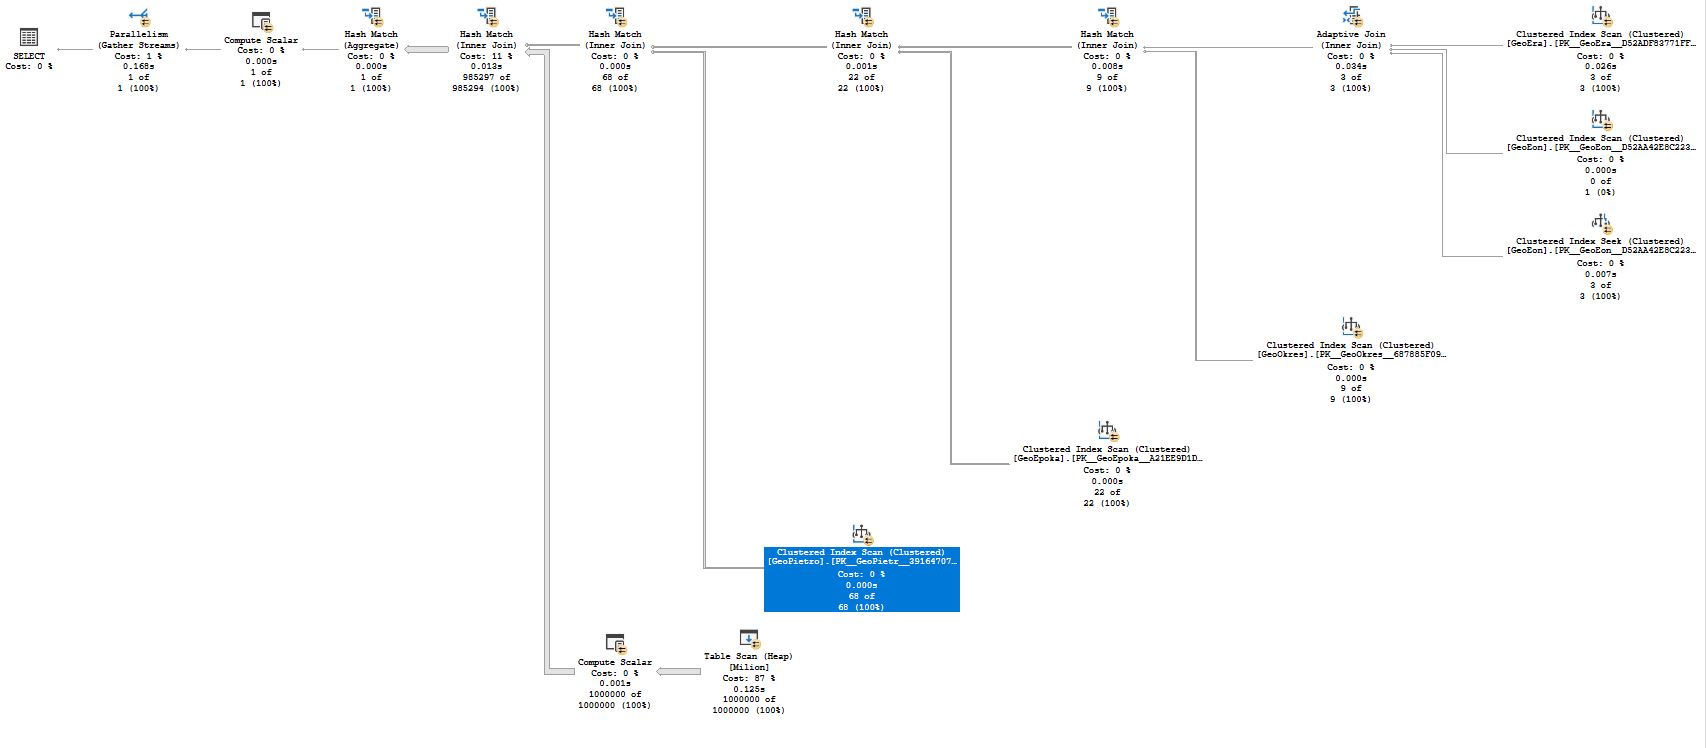 SELECT
Cost: 0 %
Parallelism
(Gather Streams)
Cost: 1 %
0.168s
1 of
1 (100%)
Compute Scalar
Cost: 0 %
0.000s
1 of
1 (100%)
Hash Match
(Aggregate)
Cost: 0 %
0.000s
1 of
1 (100%)
Hash Match
(Inner Join)
Cost: 11 %
0.013s
985297 of
985294 (100%)
Hash Match
(Inner Join)
Cost: 0 %
0.000s
68 of
68 (100%)
Hash Match
(Inner Join)
Cost: 0 %
0.001s
22 of
22 (100%)
Hash Match
(Inner Join)
Cost: 0 %
0.008s
9 of
9 (100%)
Adaptive Join
(Inner Join)
Cost: 0 %
0.034s
3 of
3 (100%)
Clustered Index Scan (Clustered)
[GeoEra].[PK__GeoEra__D52ADF83771FF…
Cost: 0 %
0.026s
3 of
3 (100%)
Clustered Index Scan (Clustered)
[GeoEon].[PK__GeoEon__D52AA42E8C223…
Cost: 0 %
0.000s
0 of
1 (0%)
Clustered Index Seek (Clustered)
[GeoEon].[PK__GeoEon__D52AA42E8C223…
Cost: 0 %
0.007s
3 of
3 (100%)
Clustered Index Scan (Clustered)
[GeoOkres].[PK__GeoOkres__687885F09…
Cost: 0 %
0.000s
9 of
9 (100%)
Clustered Index Scan (Clustered)
[GeoEpoka].[PK__GeoEpoka__A21EE9D1D…
Cost: 0 %
0.000s
22 of
22 (100%)
Clustered Index Scan (Clustered)
[GeoPietro].[PK__GeoPietr__39164707…
Cost: 0 %
0.000s
68 of
68 (100%)
Compute Scalar
Cost: 0 %
0.001s
1000000 of
1000000 (100%)
Table Scan (Heap)
[Milion]
Cost: 87 %
0.125s
1000000 of
1000000 (100%)